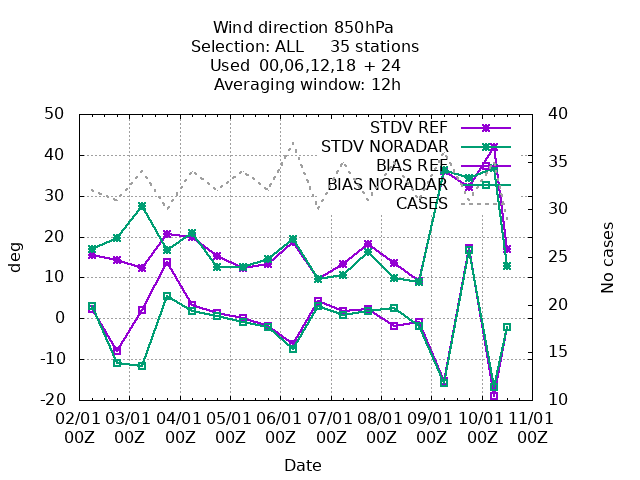 Wind direction 850hPa
Selection: ALL 35 stations
Used 00,06,12,18 + 24
Averaging window: 12h
STDV REF
STDV NORADAR
BIAS REF
BIAS NORADAR
CASES
deg
50
40
30
20
10
0
-10
-20
No cases
40
35
30
25
20
15
10
02/01 03/01 04/01 05/01 06/01 07/01 08/01 09/01 10/01 11/01
00Z 00Z 00Z 00Z 00Z 00Z 00Z 00Z 00Z 00Z
Date